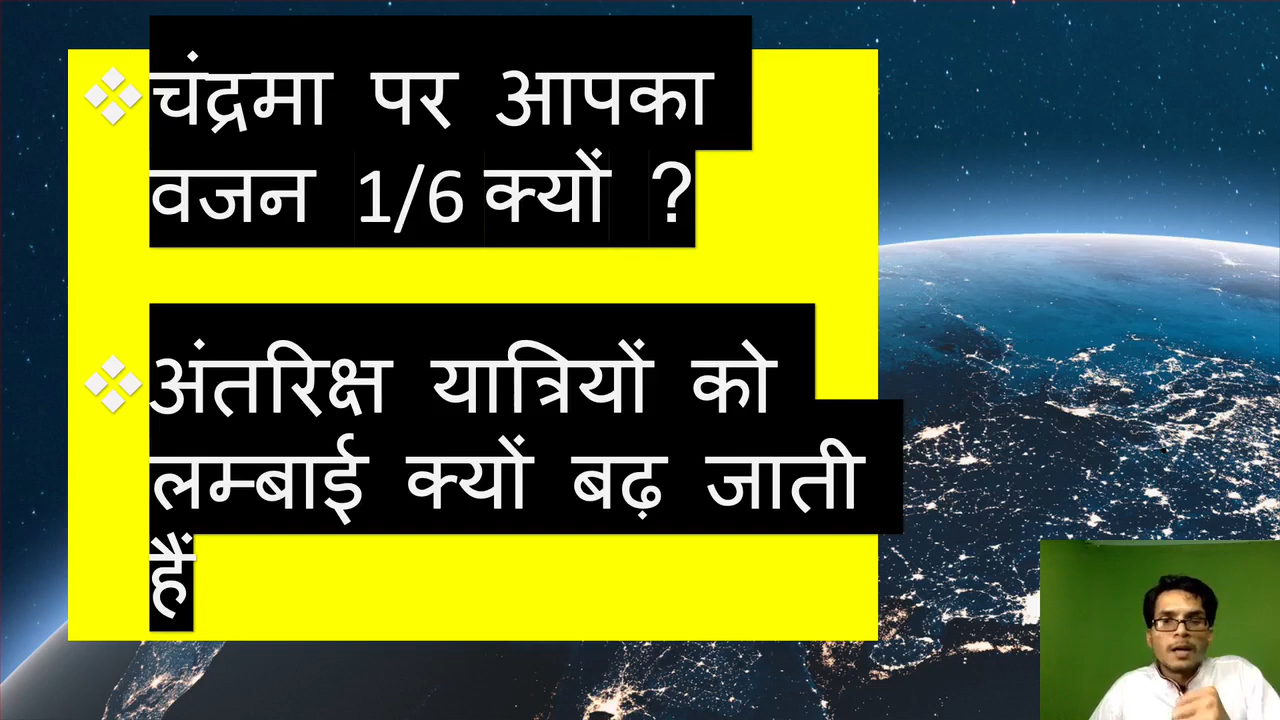 ❖चंद्रमा पर आपका
वजन 1/6 क्यों ?
❖अंतरिक्ष यात्रियों को
लम्बाई क्यों बढ़ जाती
हैं